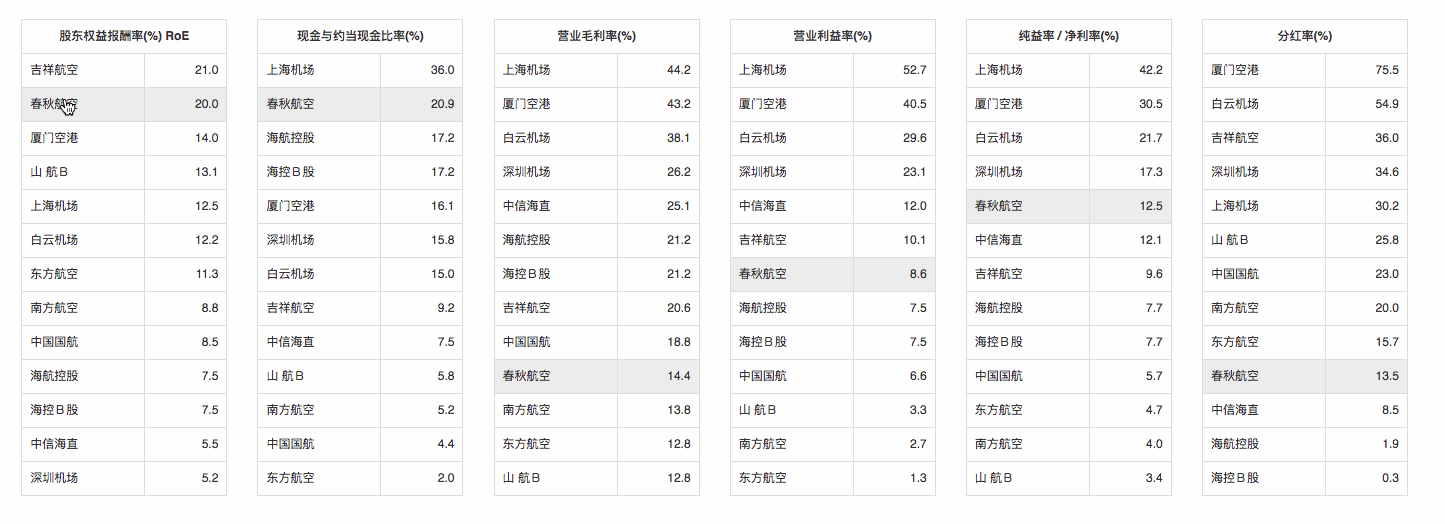 股东权益报酬率(%) RoE
吉祥航空 21.0
春秋航空 20.0
厦门空港 14.0
山 航Ｂ 13.1
上海机场 12.5
白云机场 12.2
东方航空 11.3
南方航空 8.8
中国国航 8.5
海航控股 7.5
海控Ｂ股 7.5
中信海直 5.5
深圳机场 5.2
现金与约当现金比率(%)
上海机场 36.0
春秋航空 20.9
海航控股 17.2
海控Ｂ股 17.2
厦门空港 16.1
深圳机场 15.8
白云机场 15.0
吉祥航空 9.2
中信海直 7.5
山 航Ｂ 5.8
南方航空 5.2
中国国航 4.4
东方航空 2.0
营业毛利率(%)
上海机场 44.2
厦门空港 43.2
白云机场 38.1
深圳机场 26.2
中信海直 25.1
海航控股 21.2
海控Ｂ股 21.2
吉祥航空 20.6
中国国航 18.8
春秋航空 14.4
南方航空 13.8
东方航空 12.8
山 航Ｂ 12.8
营业利益率(%)
上海机场 52.7
厦门空港 40.5
白云机场 29.6
深圳机场 23.1
中信海直 12.0
吉祥航空 10.1
春秋航空 8.6
海航控股 7.5
海控Ｂ股 7.5
中国国航 6.6
山 航Ｂ 3.3
南方航空 2.7
东方航空 1.3
纯益率 / 净利率(%)
上海机场 42.2
厦门空港 30.5
白云机场 21.7
深圳机场 17.3
春秋航空 12.5
中信海直 12.1
吉祥航空 9.6
海航控股 7.7
海控Ｂ股 7.7
中国国航 5.7
东方航空 4.7
南方航空 4.0
山 航Ｂ 3.4
分红率(%)
厦门空港 75.5
白云机场 54.9
吉祥航空 36.0
深圳机场 34.6
上海机场 30.2
山 航Ｂ 25.8
中国国航 23.0
南方航空 20.0
东方航空 15.7
春秋航空 13.5
中信海直 8.5
海航控股 1.9
海控Ｂ股 0.3